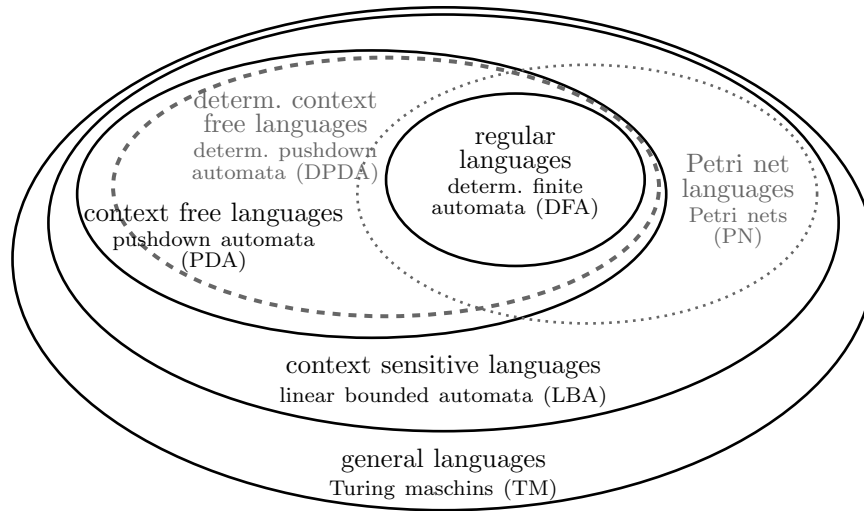 determ. context
free languages
determ. pushdown
automata (DPDA)
regular
languages
determ. finite
automata (DFA)
Petri net
languages
Petri nets
(PN)
context free languages
pushdown automata
(PDA)
context sensitive languages
linear bounded automata (LBA)
general languages
Turing maschins (TM)